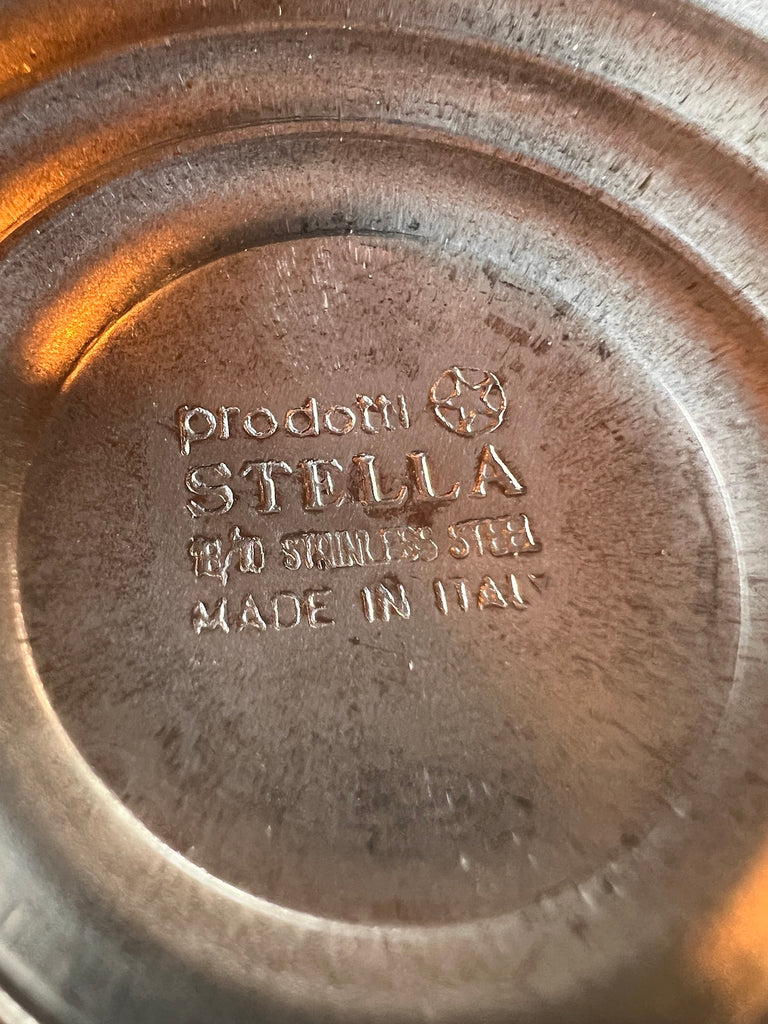 prodotti
STELLA
18/10 STAINLESS STEEL
MADE IN ITALY